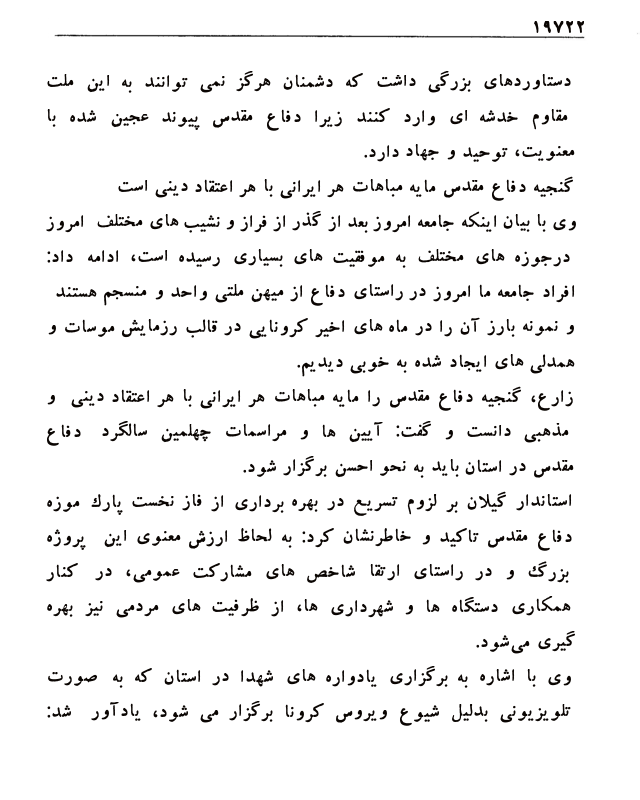 ۱۹۷۲۲
دستاوردهای بزرگی داشت که دشمنان هرگز نمی توانند به این ملت
مقاوم خدشه ای وارد کنند زیرا دفاع مقدس پیوند عجین شده با
معنویت، توحید و جهاد دارد.
گنجیه دفاع مقدس مایه مباهات هر ایرانی با هر اعتقاد دینی است
وی با بیان اینکه جامعه امروز بعد از گذر از فراز و نشیب های مختلف امروز
درجوزه های مختلف به موفقیت های بسیاری رسیده است، ادامه داد:
افراد جامعه ما امروز در راستای دفاع از میهن ملتی واحد و منسجم هستند
و نمونه بارز آن را در ماه های اخیر کرونایی در قالب رزمایش موسات و
همدلی های ایجاد شده به خوبی دیدیم.
زارع، گنجیه دفاع مقدس را مایه مباهات هر ایرانی با هر اعتقاد دینی و
مذهبی دانست و گفت: آیین ها و مراسمات چهلمین سالگرد دفاع
مقدس در استان باید به نحو احسن برگزار شود.
استاندار گیلان بر لزوم تسریع در بهره برداری از فاز نخست پارك موزه
دفاع مقدس تاکید و خاطرنشان کرد: به لحاظ ارزش معنوی این پروژه
بزرگ و در راستای ارتقا شاخص های مشارکت عمومی، در کنار
همکاری دستگاه ها و شهرداری ها، از ظرفیت های مردمی نیز بهره
گیری می‌شود.
وی با اشاره به برگزاری یادواره های شهدا در استان که به صورت
تلویزیونی بدلیل شیوع ویروس کرونا برگزار می شود، یادآور شد: